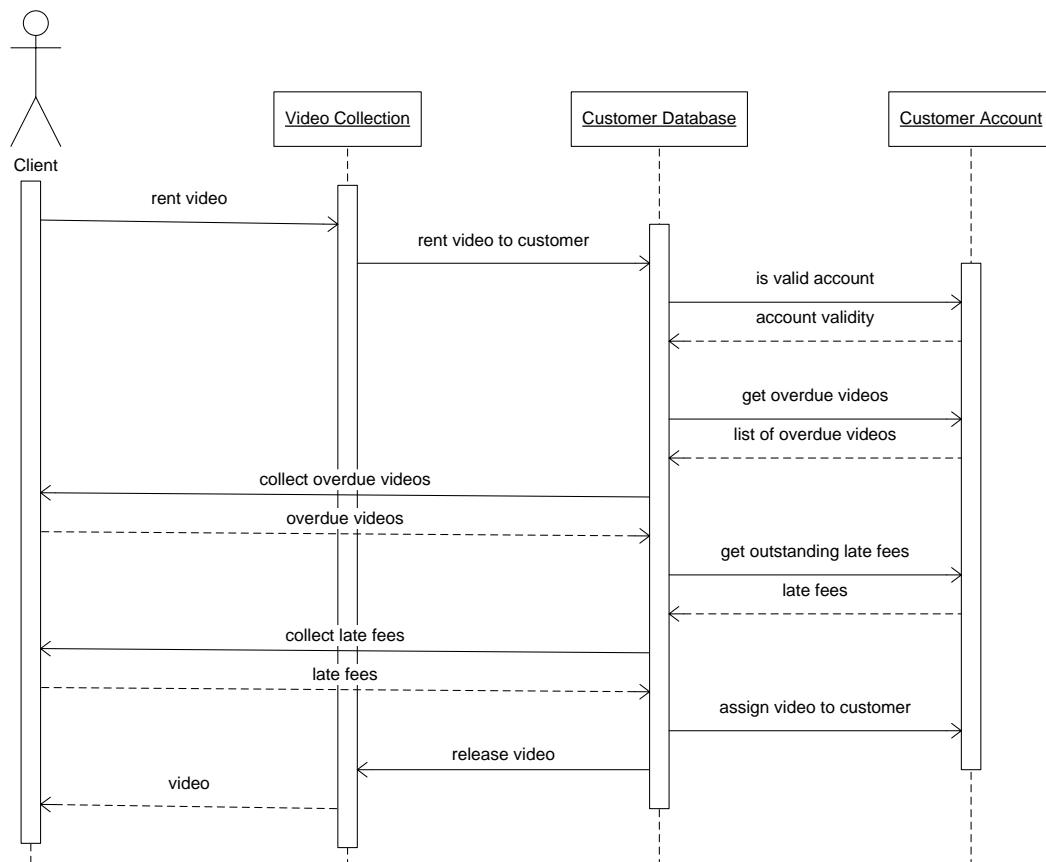 Video Collection
Customer Database
Customer Account
Client
rent video
rent video to customer
is valid account
account validity
get overdue videos
list of overdue videos
collect overdue videos
overdue videos
get outstanding late fees
late fees
collect late fees
late fees
assign video to customer
release video
video